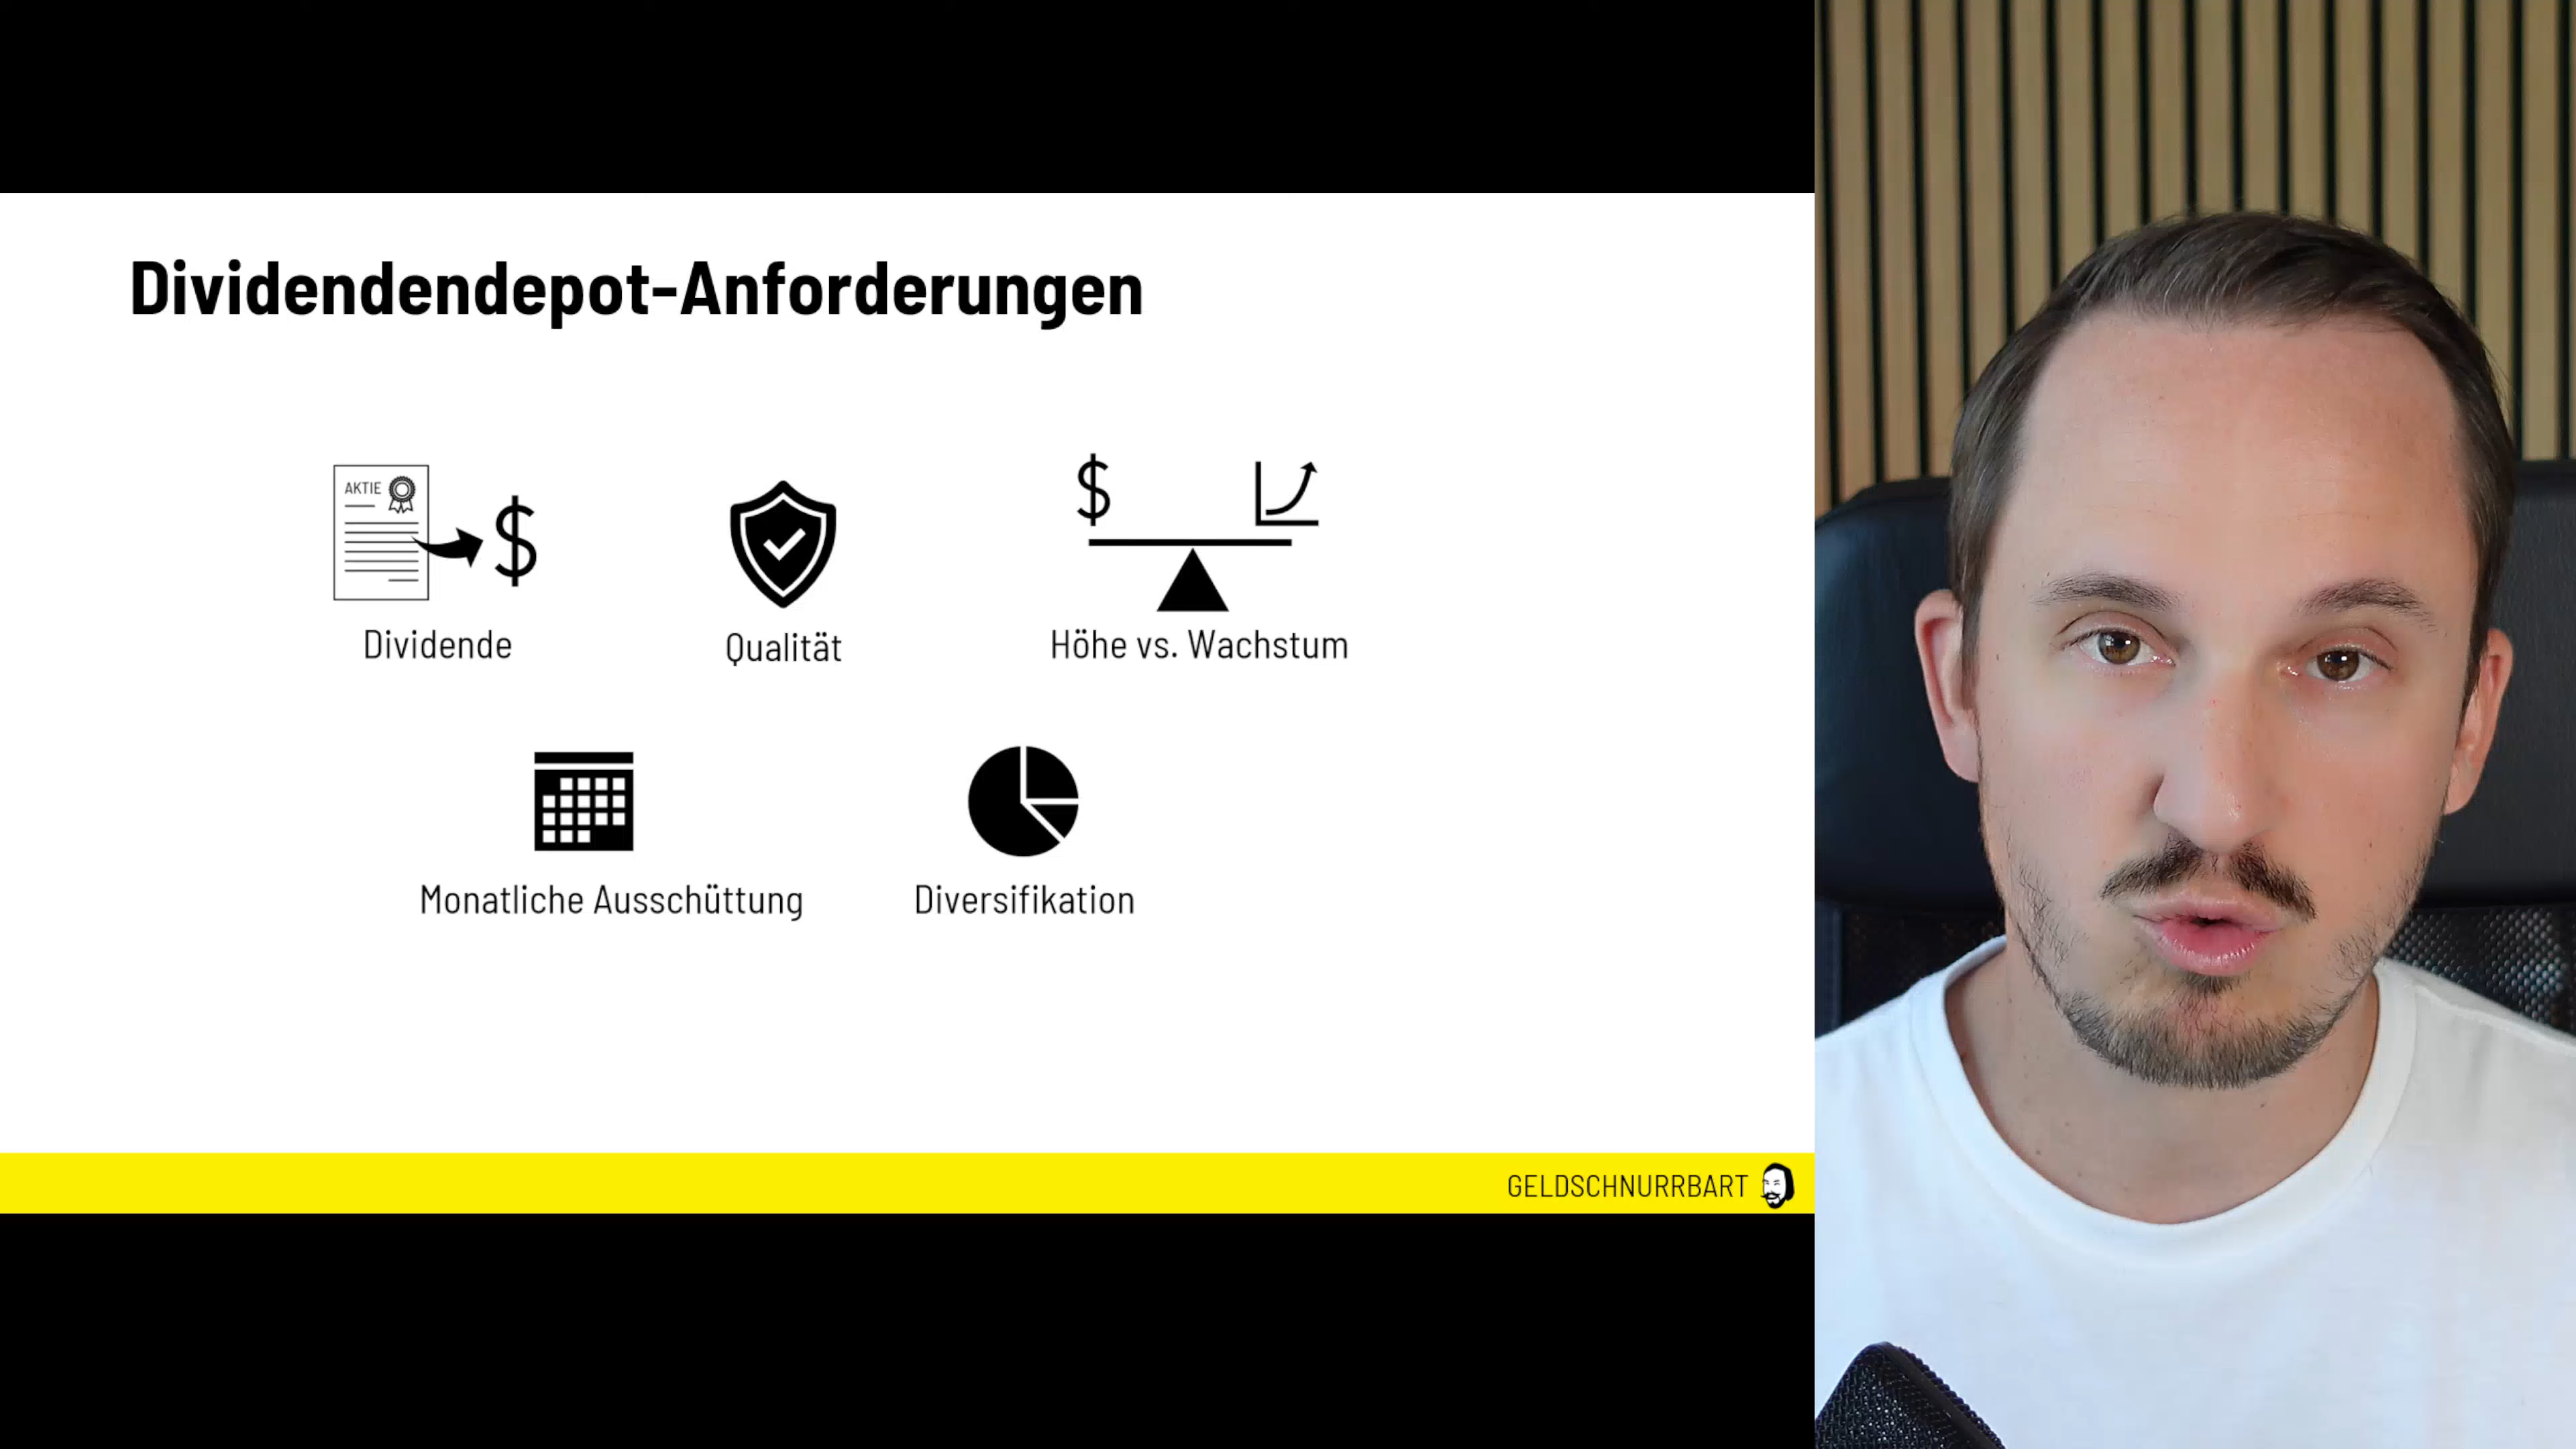 Dividendendepot-Anforderungen
AKTIE
Dividende
Qualität
Höhe vs. Wachstum
Monatliche Ausschüttung
Diversifikation
GELDSCHNURRBART